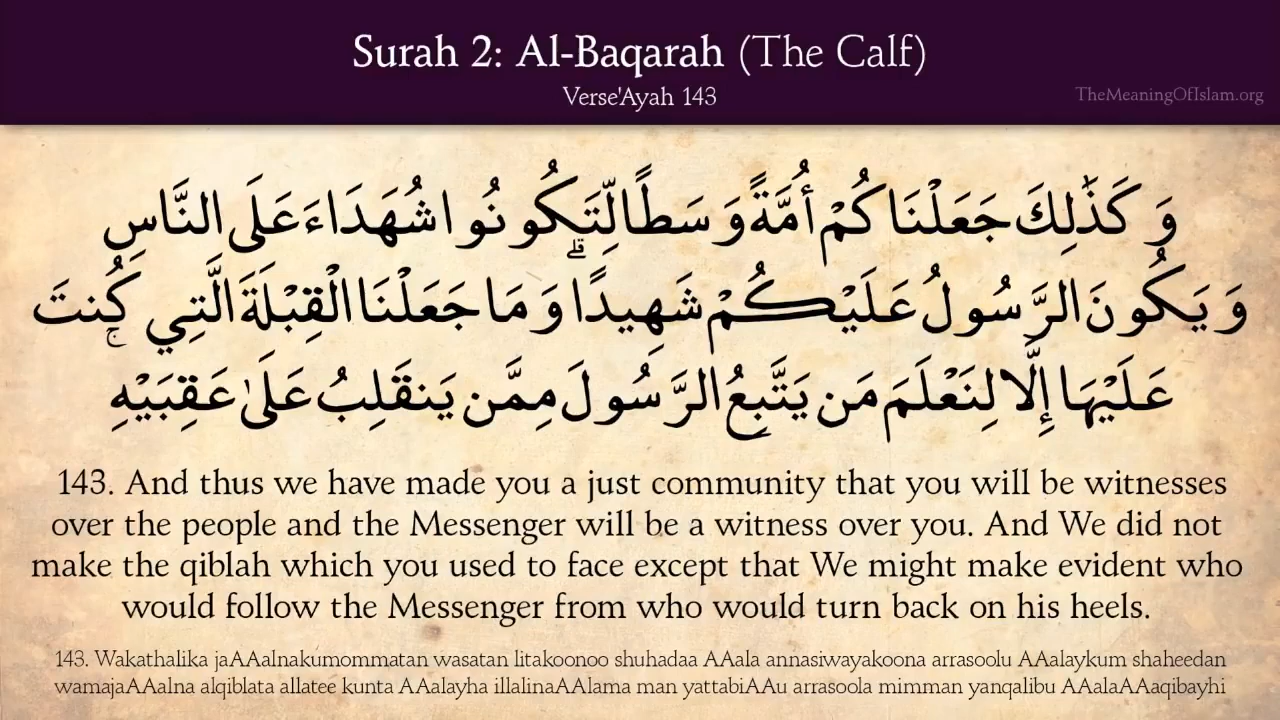 Surah 2: Al-Baqarah (The Calf)
Verse'Ayah 143
TheMeaningOfIslam.org
وَكَذَٰلِكَ جَعَلْنَاكُمْ أُمَّةً وَسَطًا لِّتَكُونُوا شُهَدَاءَ عَلَى النَّاسِ
وَيَكُونَ الرَّسُولُ عَلَيْكُمْ شَهِيدًا ۗ وَمَا جَعَلْنَا الْقِبْلَةَ الَّتِي كُنتَ
عَلَيْهَا إِلَّا لِنَعْلَمَ مَن يَتَّبِعُ الرَّسُولَ مِمَّن يَنقَلِبُ عَلَىٰ عَقِبَيْهِ ۚ
143. And thus we have made you a just community that you will be witnesses
over the people and the Messenger will be a witness over you. And We did not
make the qiblah which you used to face except that We might make evident who
would follow the Messenger from who would turn back on his heels.
143. Wakathalika jaAAalnakumommatan wasatan litakoonoo shuhadaa AAala annasiwayakoona arrasoolu AAalaykum shaheedan
wamajaAAalna alqiblata allatee kunta AAalayha illalinaAAlama man yattabiAAu arrasoola mimman yanqalibu AAalaAAaqibayhi